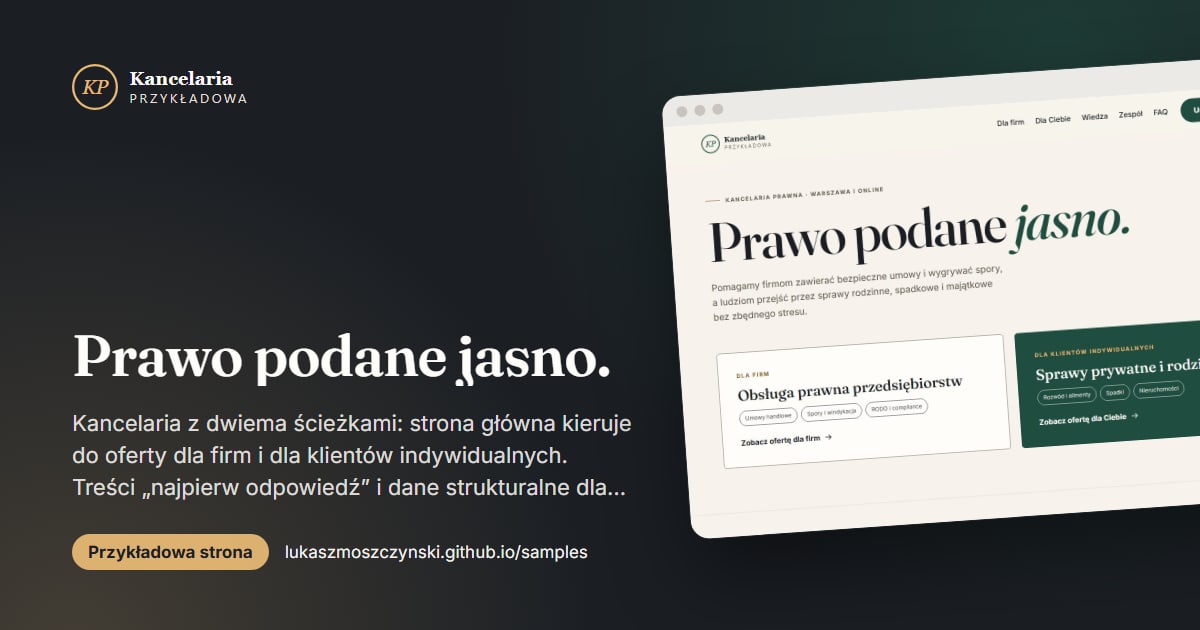 KP
Kancelaria
PRZYKŁADOWA
Prawo podane jasno.
Kancelaria z dwiema ścieżkami: strona główna kieruje
do oferty dla firm i dla klientów indywidualnych.
Treści „najpierw odpowiedź” i dane strukturalne dla...
Przykładowa strona
lukaszmoszczynski.github.io/samples
KP
Kancelaria
PRZYKŁADOWA
Dla firm Dla Ciebie Wiedza Zespół FAQ
KANCELARIA PRAWNA · WARSZAWA I ONLINE
Prawo podane jasno.
Pomagamy firmom zawierać bezpieczne umowy i wygrywać spory,
a ludziom przejść przez sprawy rodzinne, spadkowe i majątkowe
bez zbędnego stresu.
DLA FIRM
Obsługa prawna przedsiębiorstw
Umowy handlowe Spory i windykacja RODO i compliance
Zobacz ofertę dla firm →
DLA KLIENTÓW INDYWIDUALNYCH
Sprawy prywatne i rodzi
Rozwód i alimenty Spadki Nieruchomości
Zobacz ofertę dla Ciebie →